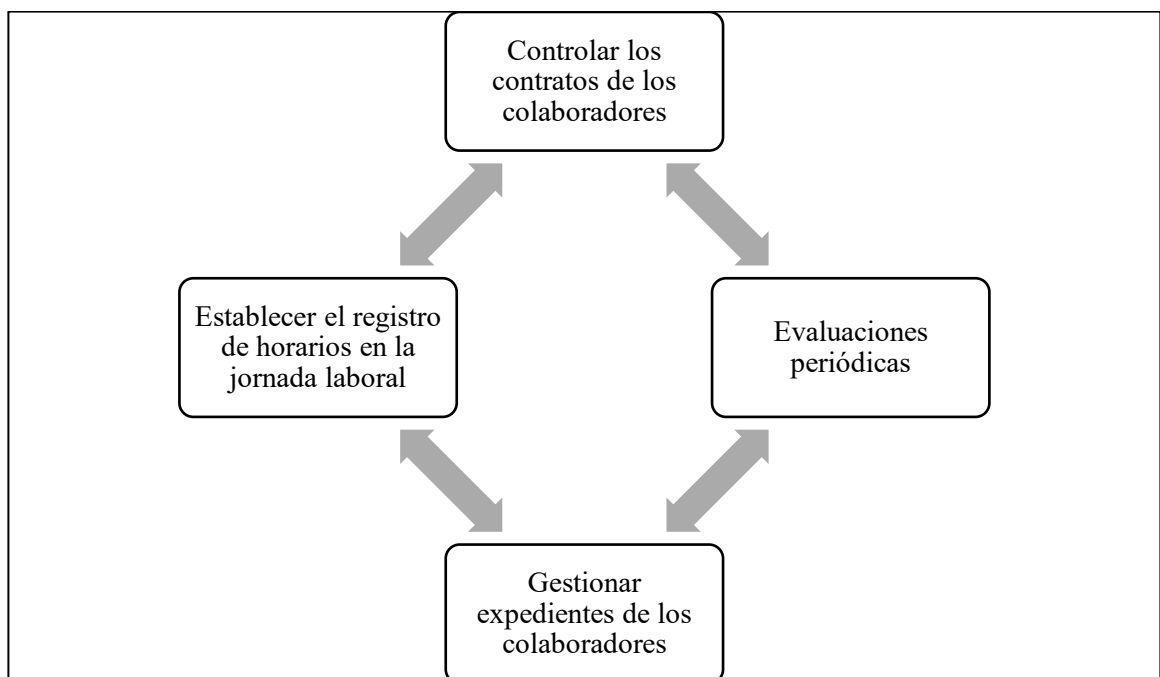 Controlar los
contratos de los
colaboradores
Establecer el registro
de horarios en la
jornada laboral
Evaluaciones
periódicas
Gestionar
expedientes de los
colaboradores